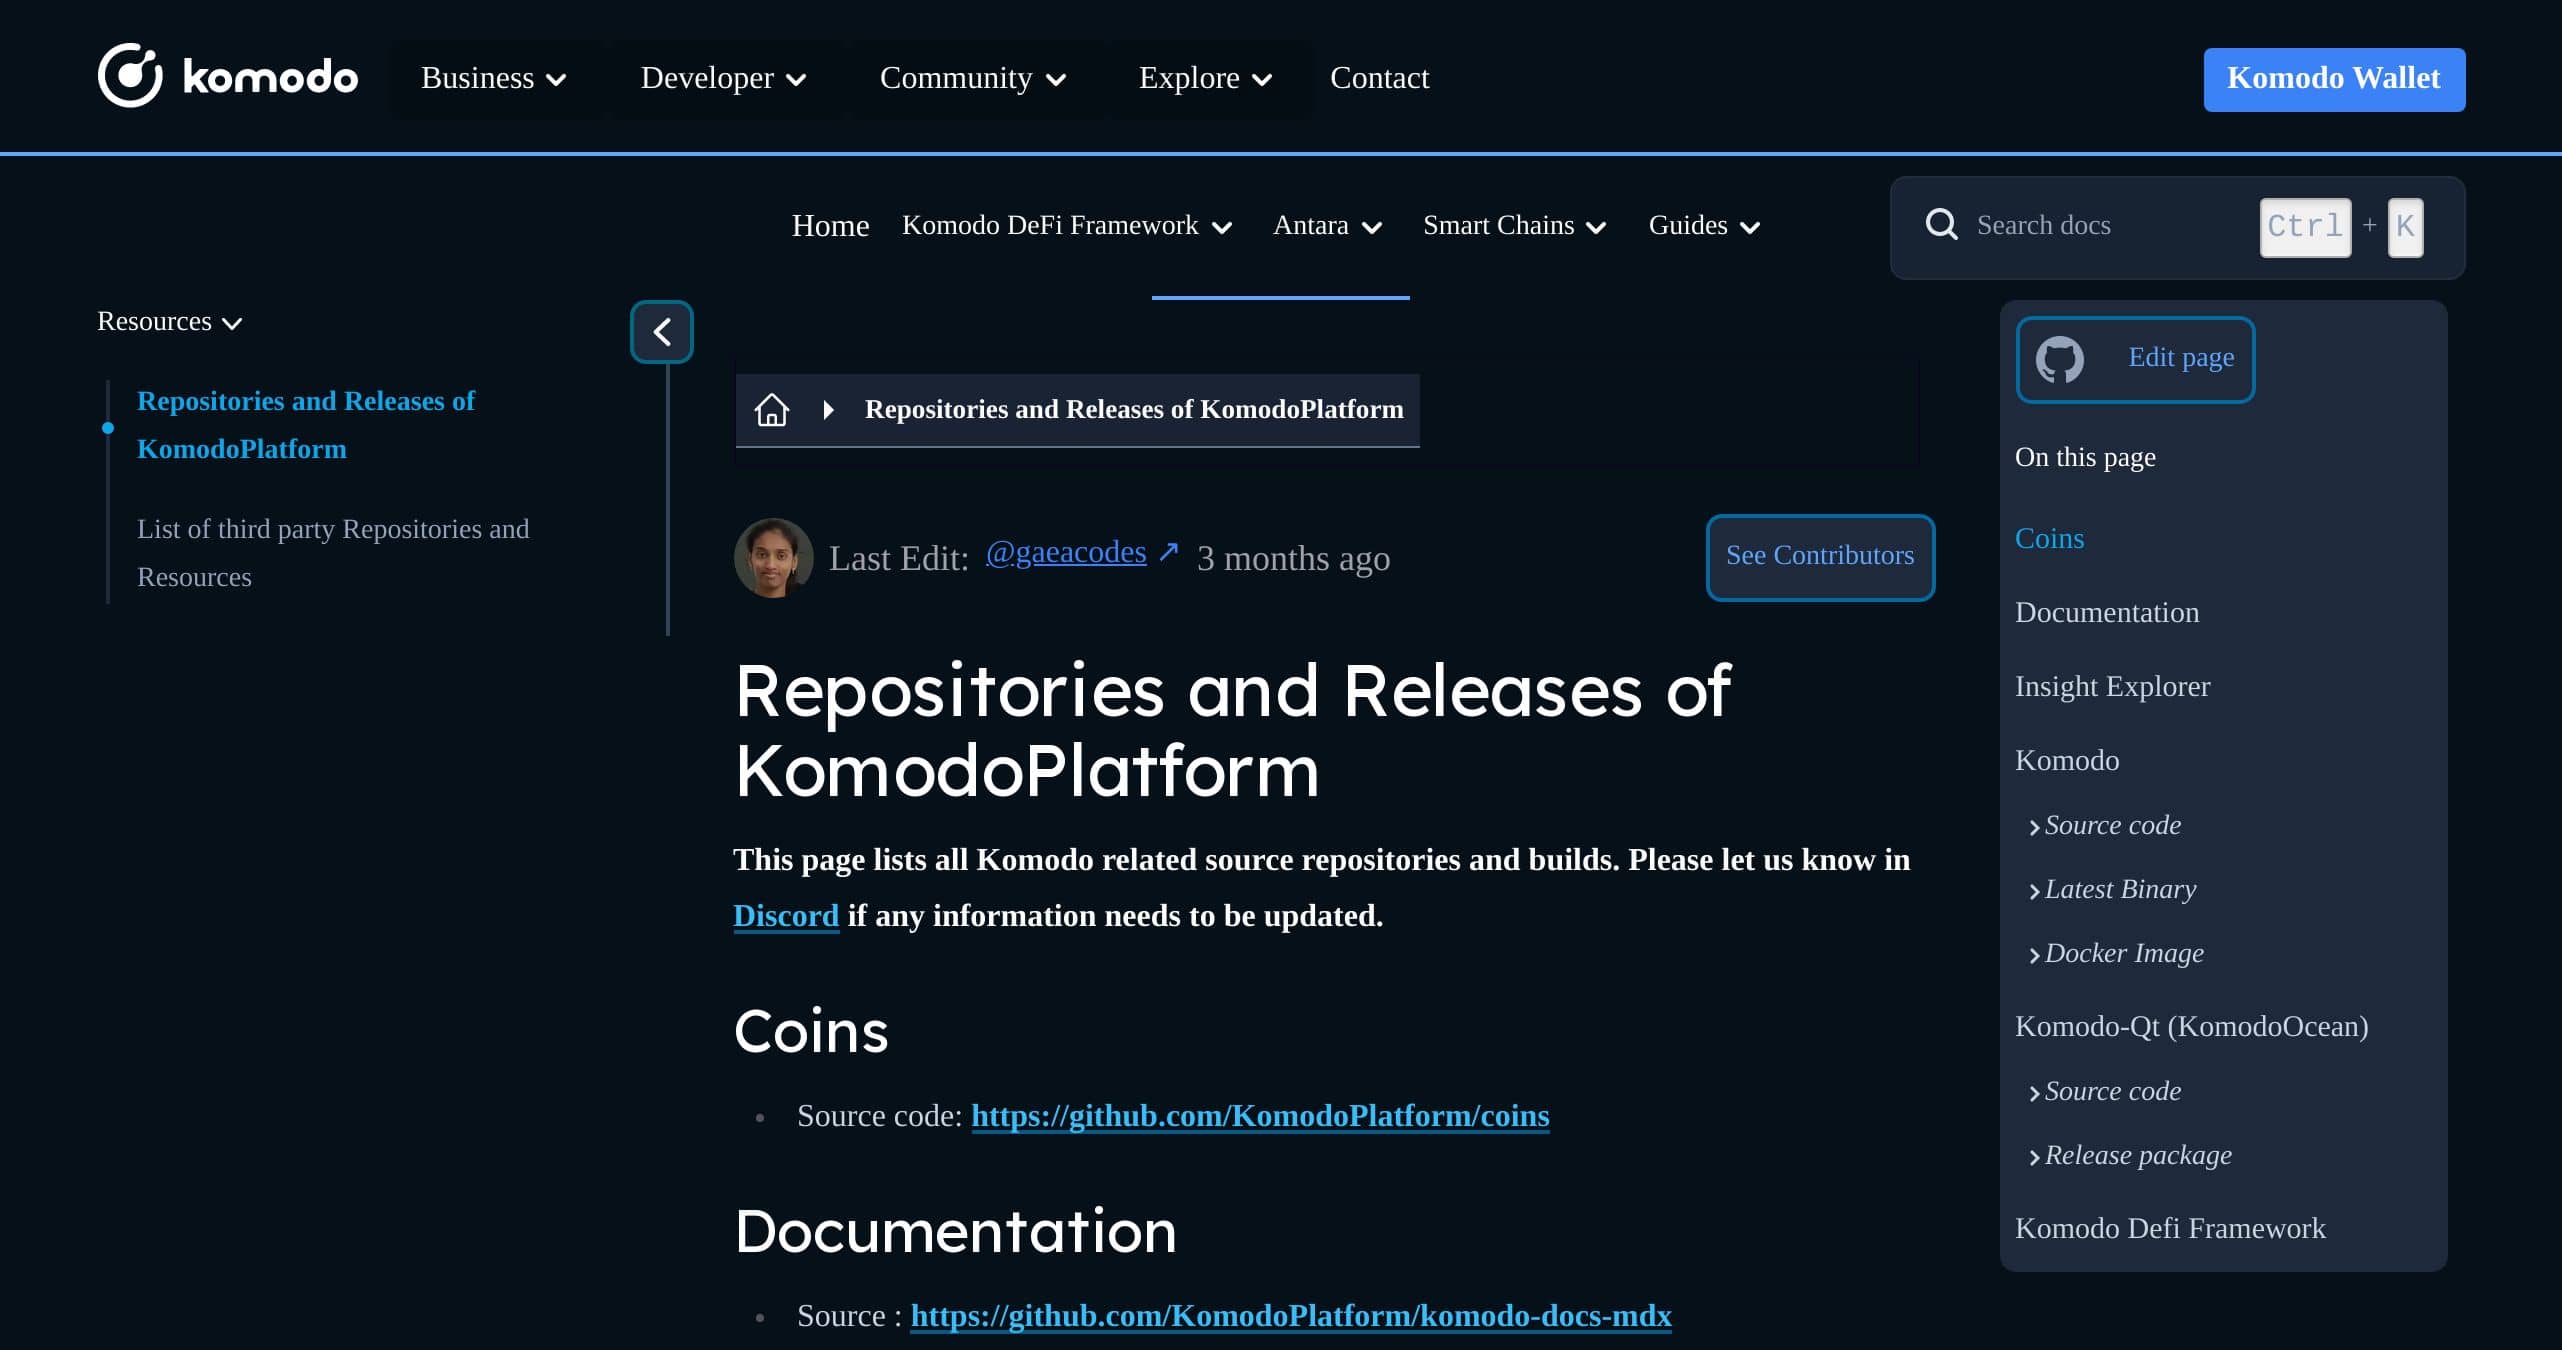 komodo Business Developer Community Explore Contact Komodo Wallet
Home Komodo DeFi Framework Antara Smart Chains Guides Search docs Ctrl + K
Resources
Repositories and Releases of
KomodoPlatform
List of third party Repositories and
Resources
Repositories and Releases of KomodoPlatform
Last Edit: @gaeacodes ↗ 3 months ago See Contributors
Repositories and Releases of
KomodoPlatform
This page lists all Komodo related source repositories and builds. Please let us know in
Discord if any information needs to be updated.
Coins
• Source code: https://github.com/KomodoPlatform/coins
Documentation
• Source : https://github.com/KomodoPlatform/komodo-docs-mdx
Edit page
On this page
Coins
Documentation
Insight Explorer
Komodo
Source code
Latest Binary
Docker Image
Komodo-Qt (KomodoOcean)
Source code
Release package
Komodo Defi Framework